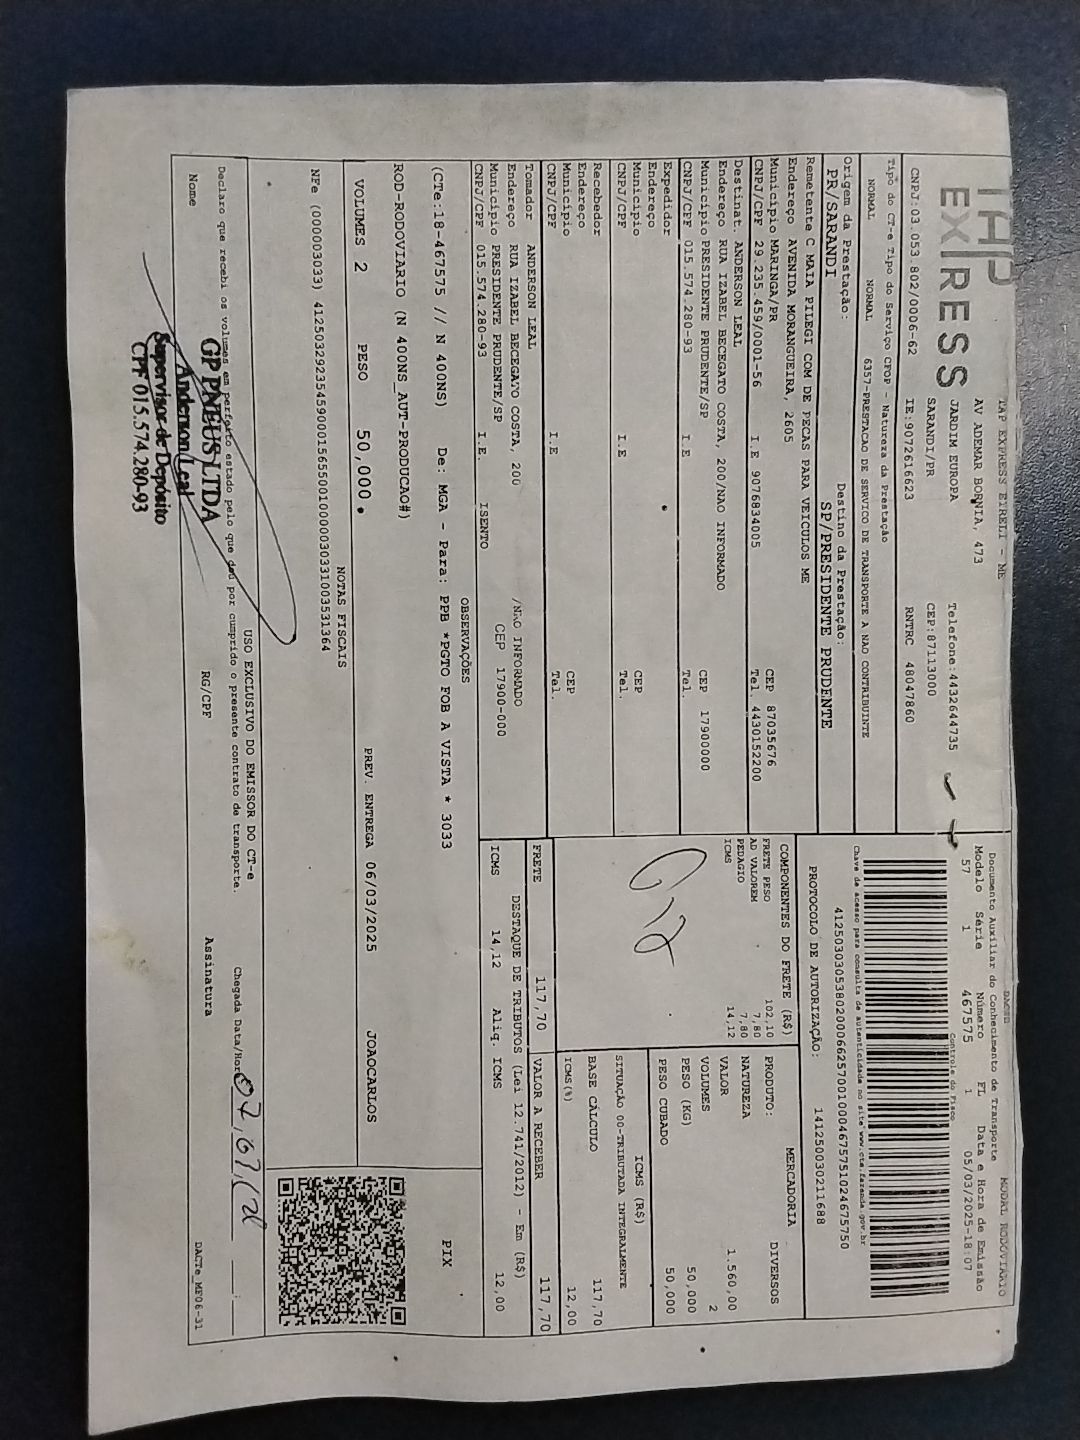 TAP
EXPRESS
TAP EXPRESS EIRELI - ME
AV ADEMAR BORNIA, 473
JARDIM EUROPA
SARANDI/PR
Telefone:4432644735
CEP:87113000
CNPJ:03.053.802/0006-62 IE:9072616623 RNTRC 48047860
DACTE MODAL RODOVIARIO
Documento Auxiliar do Conhecimento de Transporte
Modelo Série Número FL Data e Hora de Emissão
57 1 467575 1 05/03/2025-18:07
Controle do Fisco
Chave de acesso para consulta de autenticidade no site www.cte.fazenda.gov.br
41250303053802000662570010004675751024675750
PROTOCOLO DE AUTORIZAÇÃO: 141250030211688
Tipo do CT-e Tipo do Serviço CFOP - Natureza da Prestação
NORMAL NORMAL 6357-PRESTACAO DE SERVICO DE TRANSPORTE A NAO CONTRIBUINTE
Origem da Prestação: Destino da Prestação:
PR/SARANDI SP/PRESIDENTE PRUDENTE
Remetente C MAIA PILEGI COM DE PECAS PARA VEICULOS ME
Endereço AVENIDA MORANGUEIRA, 2605
Município MARINGA/PR CEP 87035676
CNPJ/CPF 29.235.459/0001-56 I.E 9076834005 Tel. 4430152200
Destinat. ANDERSON LEAL
Endereço RUA IZABEL BECEGATO COSTA, 200/NAO INFORMADO
Município PRESIDENTE PRUDENTE/SP CEP 17900000
CNPJ/CPF 015.574.280-93 I.E Tel.
Expedidor
Endereço
Município CEP
CNPJ/CPF I.E Tel.
Recebedor
Endereço
Município CEP
CNPJ/CPF I.E Tel.
Tomador ANDERSON LEAL
Endereço RUA IZABEL BECEGATO COSTA, 200 /NAO INFORMADO
Município PRESIDENTE PRUDENTE/SP CEP 17900-000
CNPJ/CPF 015.574.280-93 I.E. ISENTO
COMPONENTES DO FRETE (R$)
FRETE PESO 102,10
AD VALOREM 7,80
PEDAGIO 7,80
ICMS 14,12
MERCADORIA
PRODUTO: DIVERSOS
NATUREZA
VALOR 1.560,00
VOLUMES 2
PESO (KG) 50,000
PESO CUBADO 50,000
ICMS (R$)
SITUAÇÃO 00-TRIBUTADA INTEGRALMENTE
BASE CÁLCULO 117,70
ICMS(%) 12,00
FRETE 117,70 VALOR A RECEBER 117,70
DESTAQUE DE TRIBUTOS (Lei 12.741/2012) - Em (R$)
ICMS 14,12 Aliq. ICMS 12,00
OBSERVAÇÕES
(CTe:18-467575 // N 400NS) De: MGA - Para: PPB *PGTO FOB A VISTA * 3033
PIX
ROD-RODOVIARIO (N 400NS_AUT-PRODUCAO#)
VOLUMES 2 PESO 50,000 PREV. ENTREGA 06/03/2025 JOAOCARLOS
NOTAS FISCAIS
NFe (000003033) 41250329235459000156550010000030331003531364
USO EXCLUSIVO DO EMISSOR DO CT-e
Declaro que recebi os volumes em perfeito estado pelo que dou por cumprido o presente contrato de transporte.
Chegada Data/Hora
Nome RG/CPF Assinatura
DACTe_MF06-31
GP PNEUS LTDA
Anderson Leal
Supervisor de Depósito
CPF 015.574.280-93